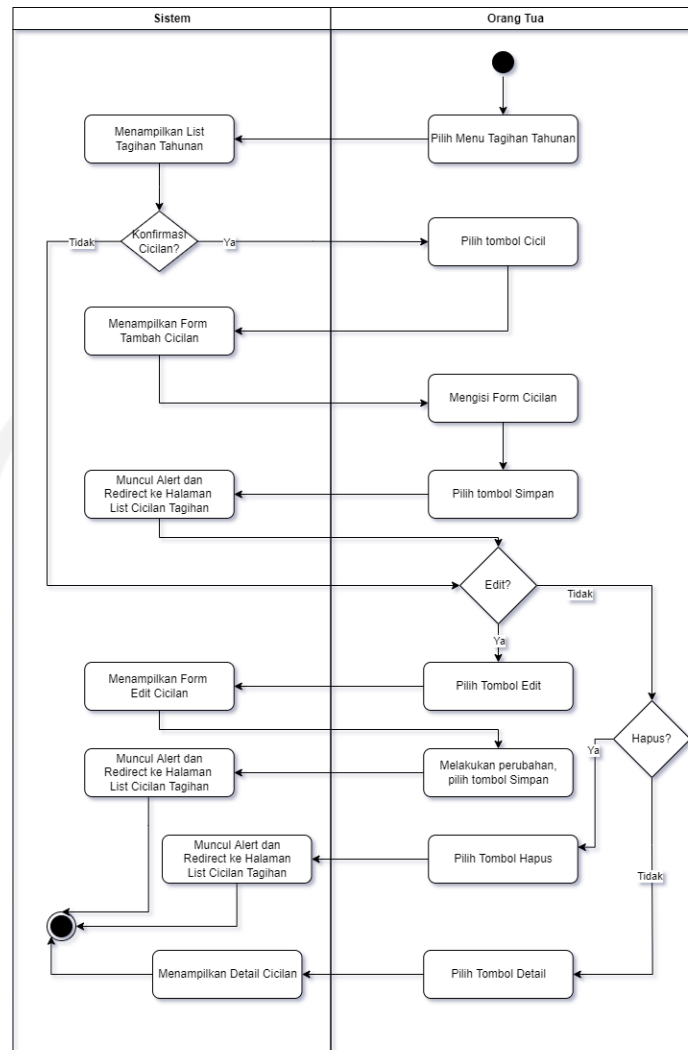 Sistem
Orang Tua
Menampilkan List
Tagihan Tahunan
Pilih Menu Tagihan Tahunan
Konfirmasi
Cicilan?
Tidak
Ya
Pilih tombol Cicil
Menampilkan Form
Tambah Cicilan
Mengisi Form Cicilan
Muncul Alert dan
Redirect ke Halaman
List Cicilan Tagihan
Pilih tombol Simpan
Edit?
Tidak
Ya
Menampilkan Form
Edit Cicilan
Pilih Tombol Edit
Hapus?
Ya
Muncul Alert dan
Redirect ke Halaman
List Cicilan Tagihan
Melakukan perubahan,
pilih tombol Simpan
Muncul Alert dan
Redirect ke Halaman
List Cicilan Tagihan
Pilih Tombol Hapus
Tidak
Menampilkan Detail Cicilan
Pilih Tombol Detail